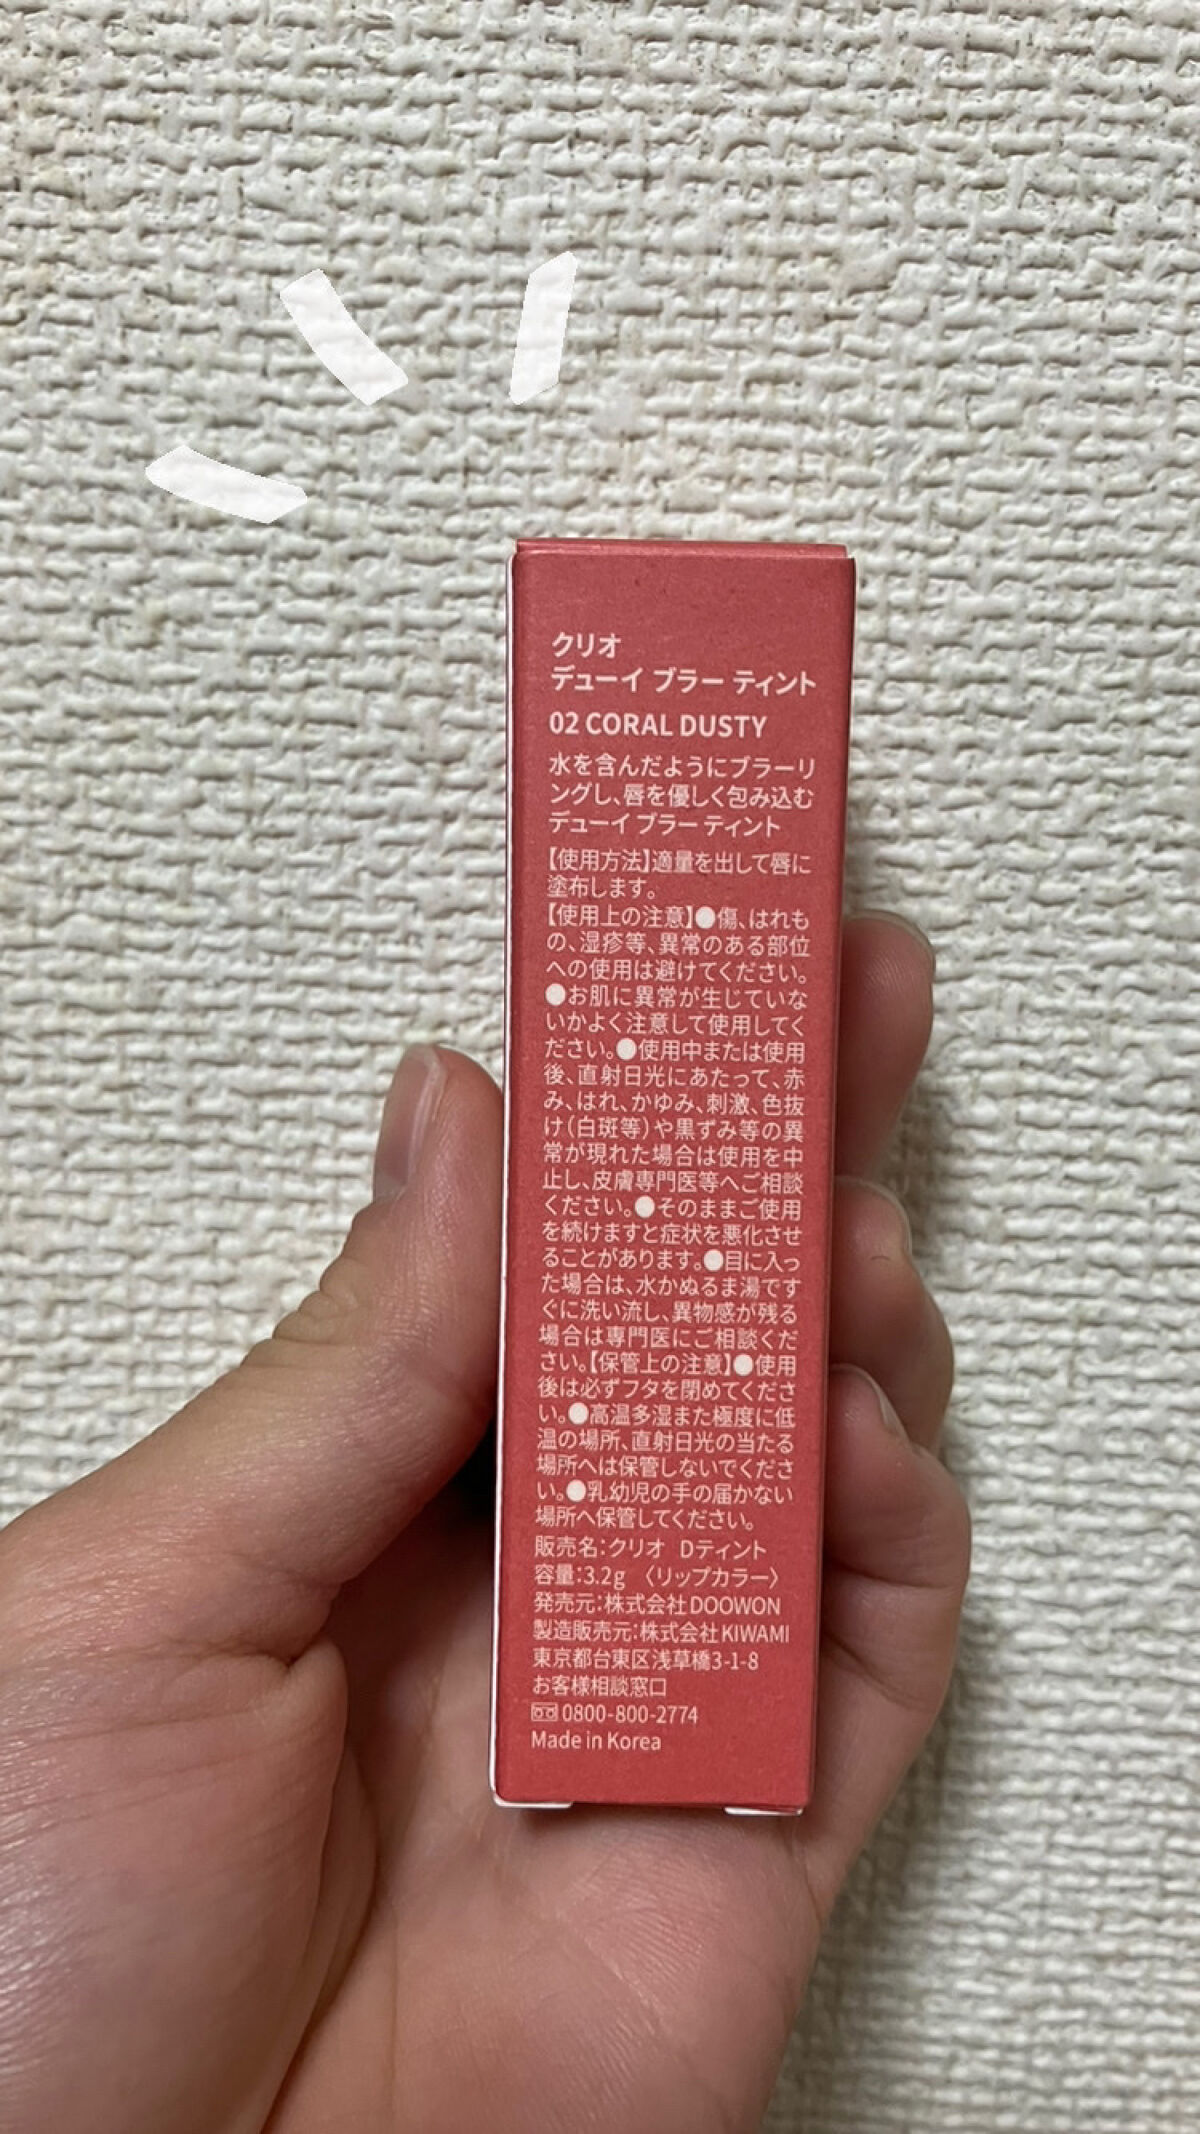 クリオ
デューイ ブラー ティント
02 CORAL DUSTY
水を含んだようにブラーリ
ングし、唇を優しく包み込む
デューイ ブラー ティント
【使用方法】適量を出して唇に
塗布します。
【使用上の注意】●傷、はれも
の、湿疹等、異常のある部位
への使用は避けてください。
●お肌に異常が生じていな
いかよく注意して使用してく
ださい。●使用中または使用
後、直射日光にあたって、赤
み、はれ、かゆみ、刺激、色抜
け（白斑等）や黒ずみ等の異
常が現れた場合は使用を中
止し、皮膚専門医等へご相談
ください。●そのままご使用
を続けますと症状を悪化させ
ることがあります。●目に入っ
た場合は、水かぬるま湯です
ぐに洗い流し、異物感が残る
場合は専門医にご相談くだ
さい。【保管上の注意】●使用
後は必ずフタを閉めてくださ
い。●高温多湿また極度に低
温の場所、直射日光の当たる
場所へは保管しないでくださ
い。●乳幼児の手の届かない
場所へ保管してください。
販売名：クリオ Dティント
容量：3.2g 〈リップカラー〉
発売元：株式会社DOOWON
製造販売元：株式会社KIWAMI
東京都台東区浅草橋3-1-8
お客様相談窓口
0800-800-2774
Made in Korea